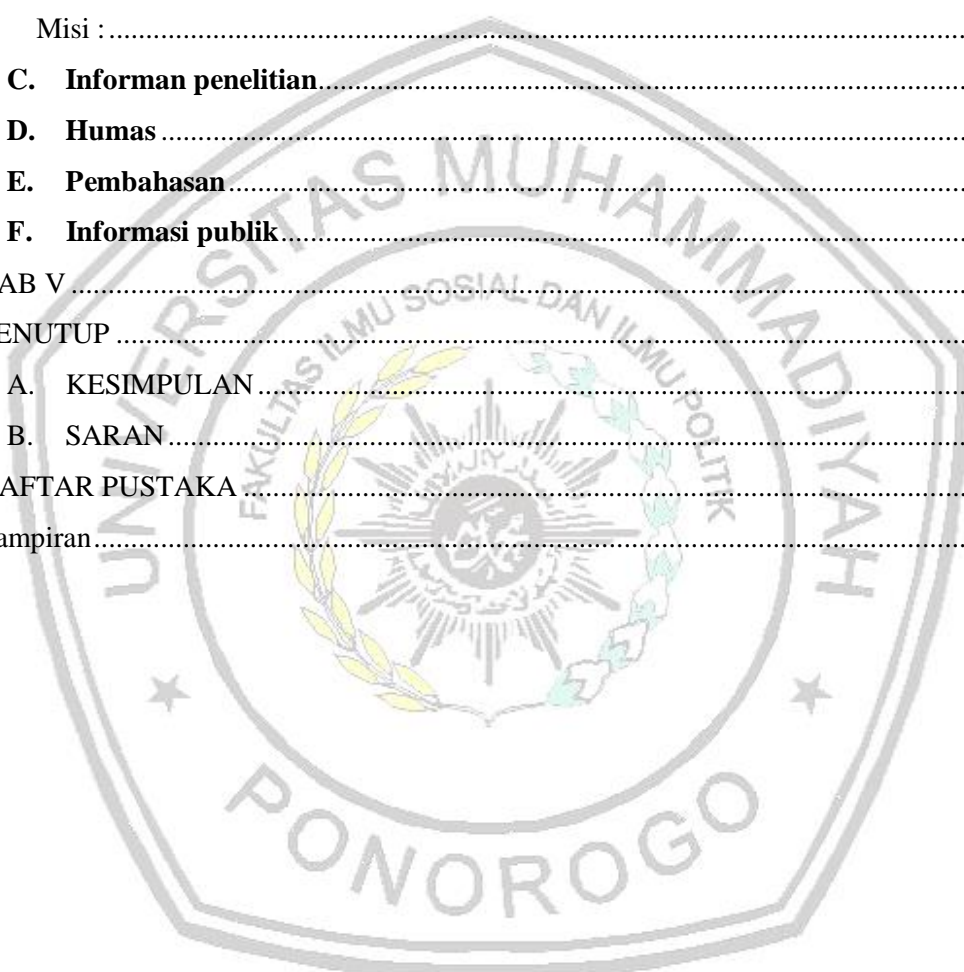 Misi :
C. Informan penelitian
D. Humas
E. Pembahasan
F. Informasi publik
AB V
ENUTUP
A. KESIMPULAN
B. SARAN
AFTAR PUSTAKA
ampiran
UNIVERSITAS MUHAMMADIYAH
FAKULTAS ILMU SOSIAL DAN ILMU POLITIK
PONOROGO